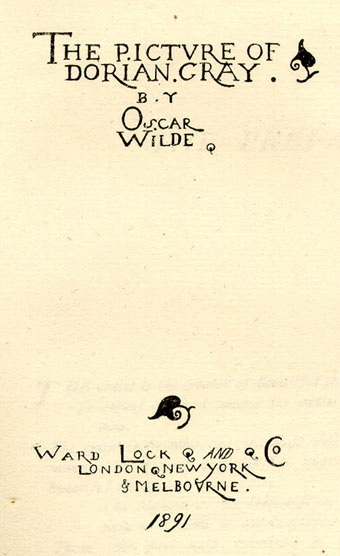 THE PICTVRE OF
DORIAN.GRAY.
B.Y
OSCAR
WILDE
WARD LOCK & AND & CO
LONDON NEW YORK
& MELBOVRNE.
1891